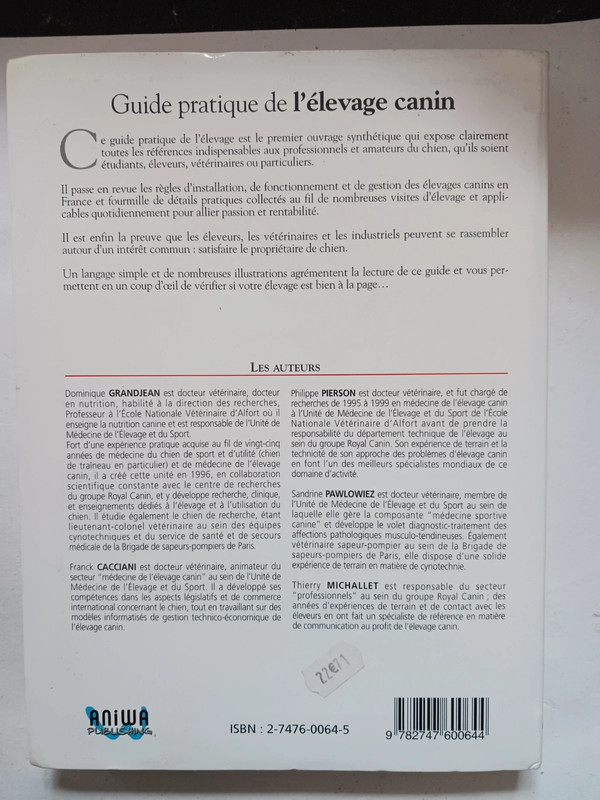 Guide pratique de l'élevage canin
Ce guide pratique de l'élevage est le premier ouvrage synthétique qui expose clairement
toutes les références indispensables aux professionnels et amateurs du chien, qu'ils soient
étudiants, éleveurs, vétérinaires ou particuliers.
Il passe en revue les règles d'installation, de fonctionnement et de gestion des élevages canins en
France et fourmille de détails pratiques collectés au fil de nombreuses visites d'élevage et appli-
cables quotidiennement pour allier passion et rentabilité.
Il est enfin la preuve que les éleveurs, les vétérinaires et les industriels peuvent se rassembler
autour d'un intérêt commun : satisfaire le propriétaire de chien.
Un langage simple et de nombreuses illustrations agrémentent la lecture de ce guide et vous per-
mettent en un coup d'œil de vérifier si votre élevage est bien à la page…
LES AUTEURS
Dominique GRANDJEAN est docteur vétérinaire, docteur
en nutrition, habilité à la direction des recherches,
Professeur à l'École Nationale Vétérinaire d'Alfort où il
enseigne la nutrition canine et est responsable de l'Unité de
Médecine de l'Élevage et du Sport.
Fort d'une expérience pratique acquise au fil de vingt-cinq
années de médecine du chien de sport et d'utilité (chien
de traîneau en particulier) et de médecine de l'élevage
canin, il a créé cette unité en 1996, en collaboration
scientifique constante avec le centre de recherches
du groupe Royal Canin, et y développe recherche, clinique,
et enseignements dédiés à l'élevage et à l'utilisation du
chien. Il étudie également le chien de recherche, étant
lieutenant-colonel vétérinaire au sein des équipes
cynotechniques et du service de santé et de secours
médicale de la Brigade de sapeurs-pompiers de Paris.
Franck CACCIANI est docteur vétérinaire, animateur du
secteur "médecine de l'élevage canin" au sein de l'Unité de
Médecine de l'Élevage et du Sport. Il a développé ses
compétences dans les aspects législatifs et de commerce
international concernant le chien, tout en travaillant sur des
modèles informatisés de gestion technico-économique de
l'élevage canin.
Philippe PIERSON est docteur vétérinaire, et fut chargé de
recherches de 1995 à 1999 en médecine de l'élevage canin
à l'Unité de Médecine de l'Élevage et du Sport de l'École
Nationale Vétérinaire d'Alfort avant de prendre la
responsabilité du département technique de l'élevage au
sein du groupe Royal Canin. Son expérience de terrain et la
technicité de son approche des problèmes d'élevage canin
en font l'un des meilleurs spécialistes mondiaux de ce
domaine d'activité.
Sandrine PAWLOWIEZ est docteur vétérinaire, membre de
l'Unité de Médecine de l'Élevage et du Sport au sein de
laquelle elle gère la composante "médecine sportive
canine" et développe le volet diagnostic-traitement des
affections pathologiques musculo-tendineuses. Également
vétérinaire sapeur-pompier au sein de la Brigade de
sapeurs-pompiers de Paris, elle dispose d'une solide
expérience de terrain en matière de cynotechnie.
Thierry MICHALLET est responsable du secteur
"professionnels" au sein du groupe Royal Canin ; des
années d'expériences de terrain et de contact avec les
éleveurs en ont fait un spécialiste de référence en matière
de communication au profit de l'élevage canin.
22€71
ANIWA
PUBLISHING
ISBN : 2-7476-0064-5
9 782747 600644